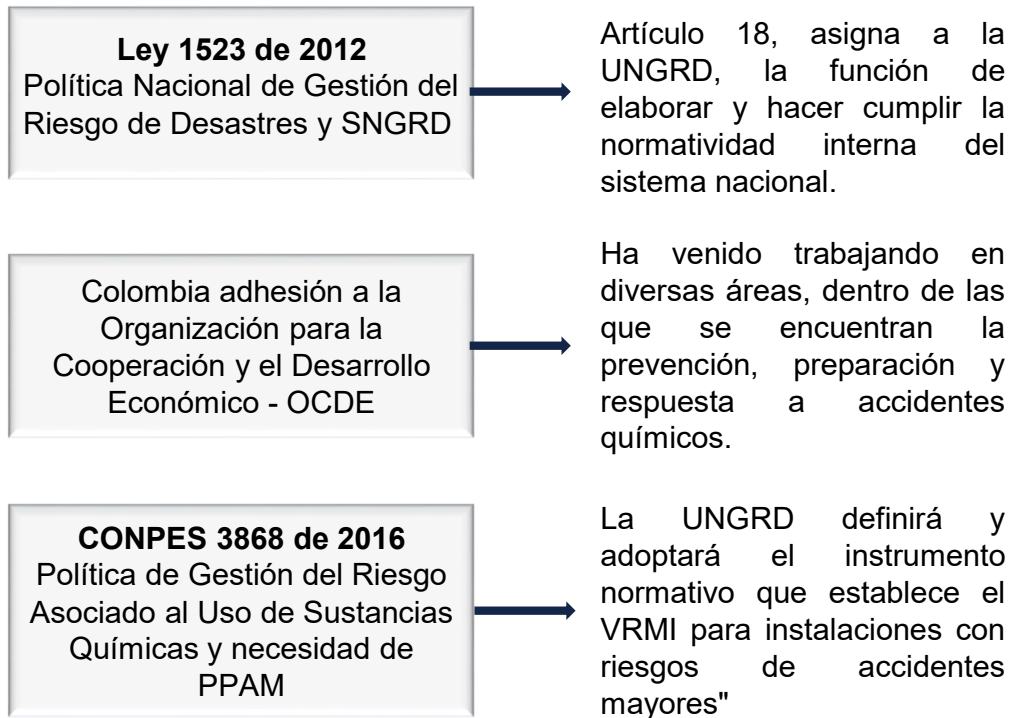 Ley 1523 de 2012
Política Nacional de Gestión del
Riesgo de Desastres y SNGRD
Artículo 18, asigna a la
UNGRD, la función de
elaborar y hacer cumplir la
normatividad interna del
sistema nacional.
Colombia adhesión a la
Organización para la
Cooperación y el Desarrollo
Económico - OCDE
Ha venido trabajando en
diversas áreas, dentro de las
que se encuentran la
prevención, preparación y
respuesta a accidentes
químicos.
CONPES 3868 de 2016
Política de Gestión del Riesgo
Asociado al Uso de Sustancias
Químicas y necesidad de
PPAM
La UNGRD definirá y
adoptará el instrumento
normativo que establece el
VRMI para instalaciones con
riesgos de accidentes
mayores"